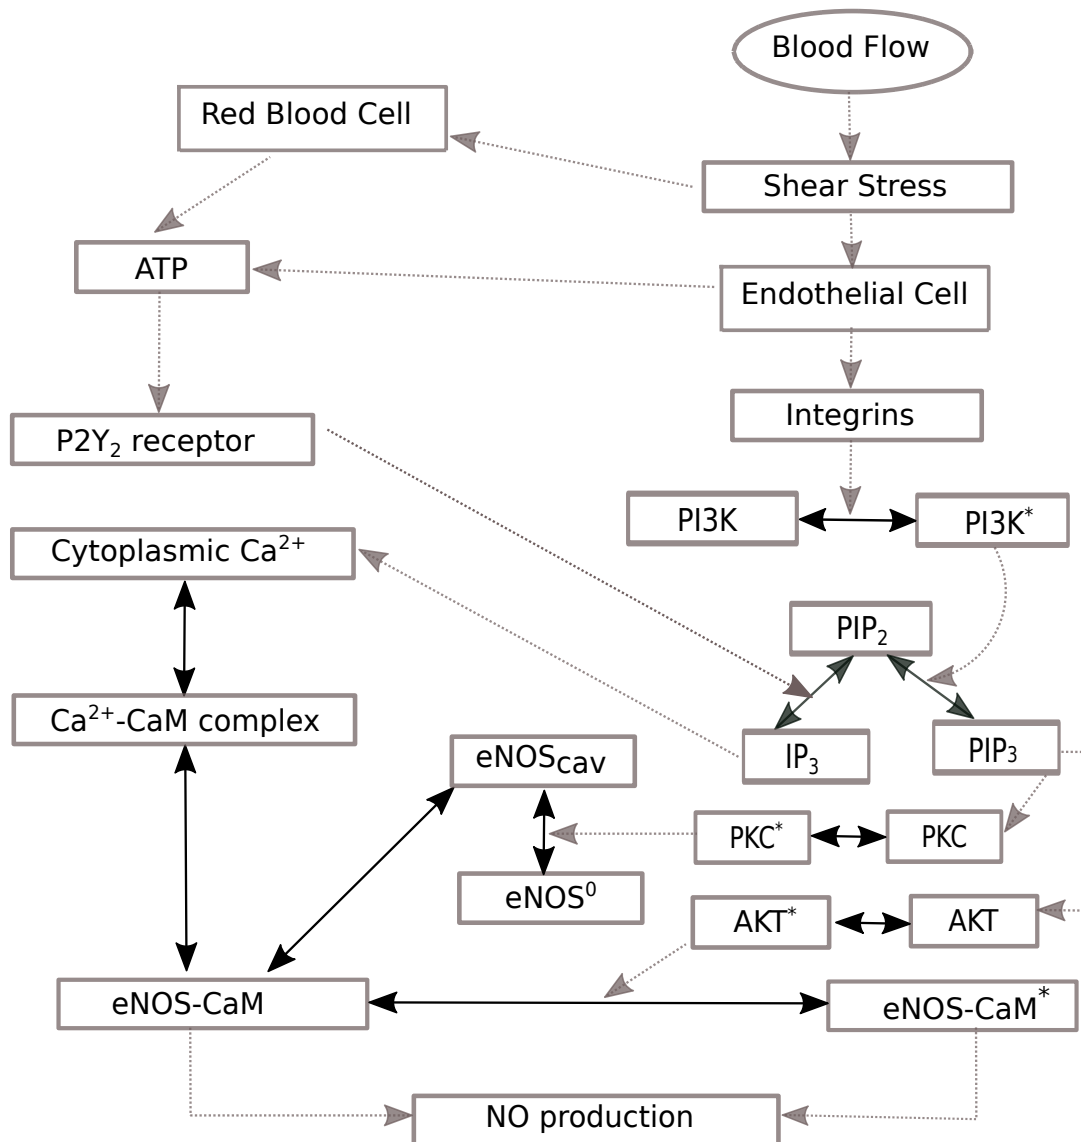 Blood Flow
Red Blood Cell
Shear Stress
ATP
Endothelial Cell
Integrins
P2Y₂ receptor
PI3K
PI3K*
Cytoplasmic Ca²⁺
PIP₂
Ca²⁺-CaM complex
IP₃
PIP₃
eNOScav
PKC*
PKC
eNOS⁰
AKT*
AKT
eNOS-CaM
eNOS-CaM*
NO production